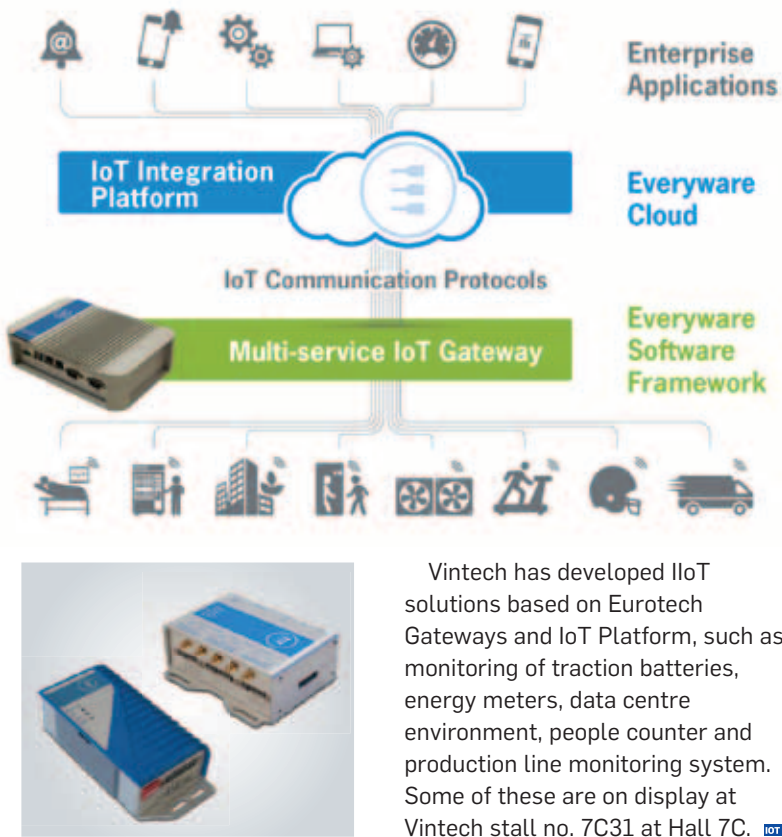 Enterprise
Applications
IoT Integration
Platform
Everyware
Cloud
IoT Communication Protocols
Multi-service IoT Gateway
Everyware
Software
Framework
Vintech has developed IIoT
solutions based on Eurotech
Gateways and IoT Platform, such as
monitoring of traction batteries,
energy meters, data centre
environment, people counter and
production line monitoring system.
Some of these are on display at
Vintech stall no. 7C31 at Hall 7C. IOT